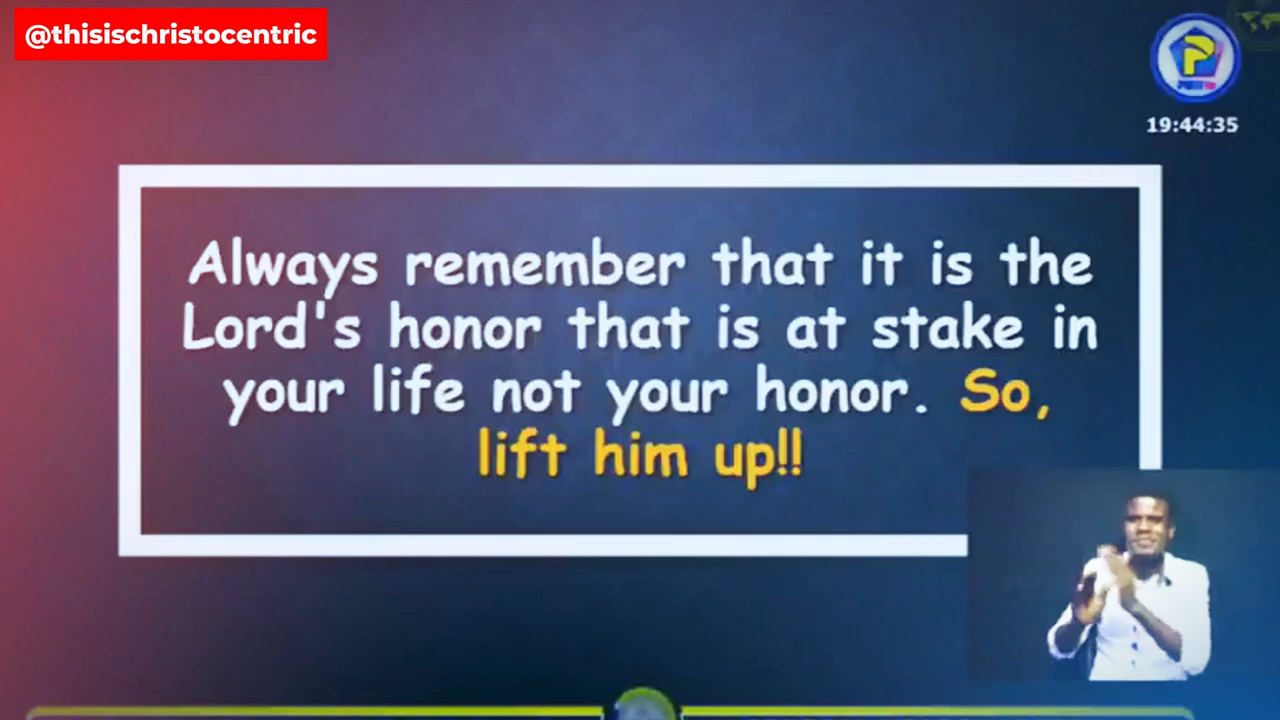 @thisischristocentric
P
19:44:35
Always remember that it is the
Lord's honor that is at stake in
your life not your honor. So,
lift him up!!